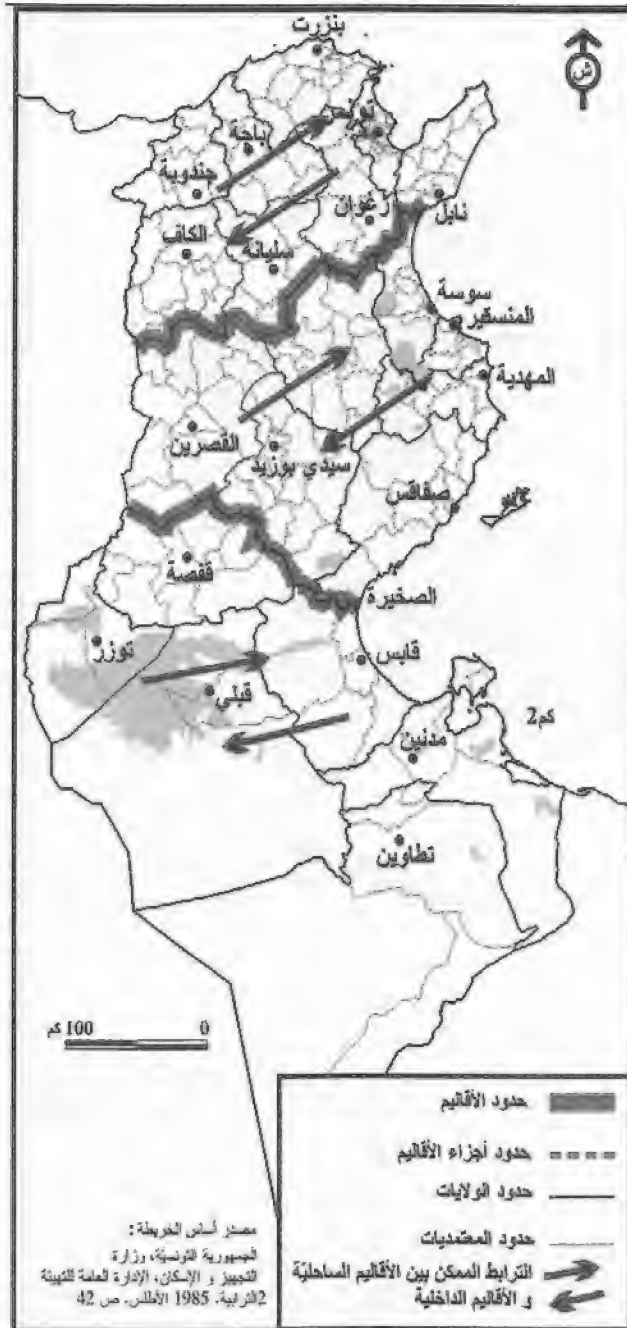 بنزرت
ش
تونس
باجة
جندوبة
زغوان
نابل
الكاف
سليانة
سوسة
المنستير
المهدية
القصرين
سيدي بوزيد
صفاقس
قفصة
الصخيرة
توزر
قابس
قبلي
كم2
مدنين
تطاوين
100 كم
0
حدود الأقاليم
حدود أجزاء الأقاليم
حدود الولايات
حدود المعتمديات
الترابط الممكن بين الأقاليم الساحلية
و الأقاليم الداخلية
مصدر أساس الخريطة :
الجمهورية التونسية، وزارة
التجهيز و الإسكان، الإدارة العامة للتهيئة
2الترابية. 1985 الأطلس. ص 42